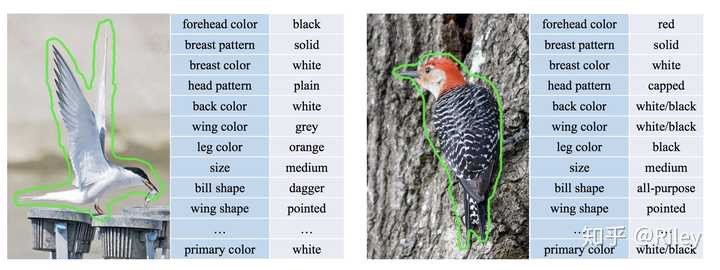 forehead color black
breast pattern solid
breast color white
head pattern plain
back color white
wing color grey
leg color orange
size medium
bill shape dagger
wing shape pointed
... ...
primary color white
forehead color red
breast pattern solid
breast color white
head pattern capped
back color white/black
wing color white/black
leg color black
size medium
bill shape all-purpose
wing shape pointed
... ...
primary color white
知乎 @Riley